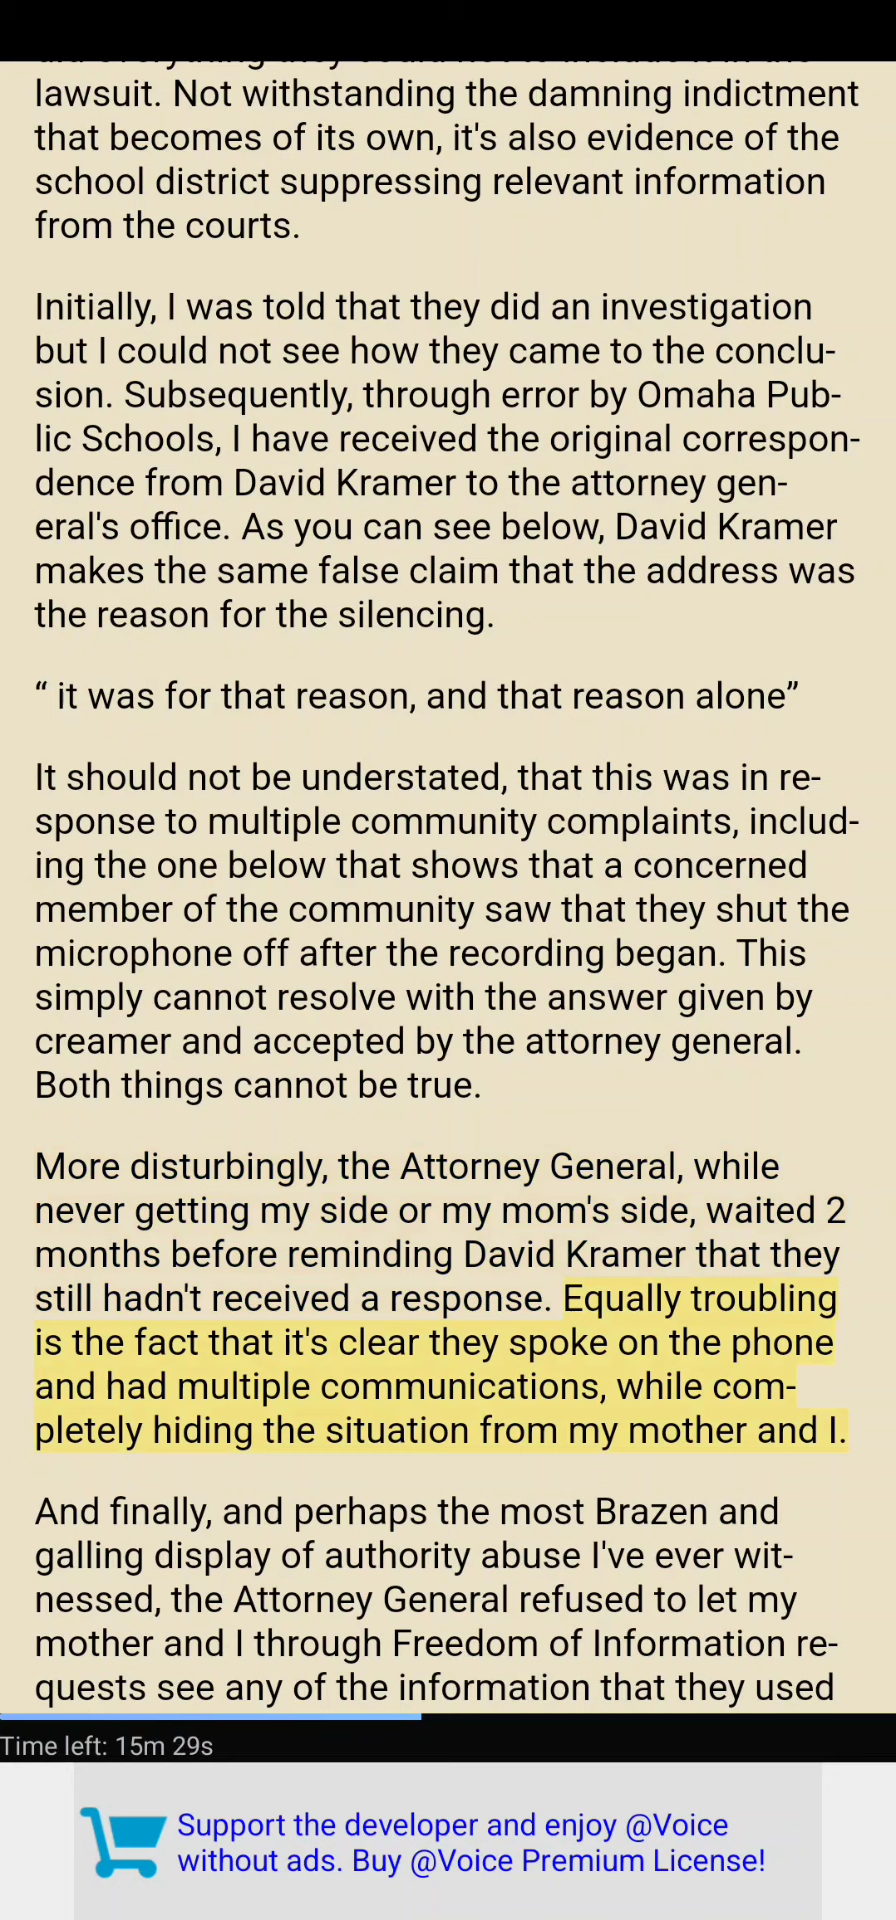 lawsuit. Not withstanding the damning indictment
that becomes of its own, it's also evidence of the
school district suppressing relevant information
from the courts.
Initially, I was told that they did an investigation
but I could not see how they came to the conclu-
sion. Subsequently, through error by Omaha Pub-
lic Schools, I have received the original correspon-
dence from David Kramer to the attorney gen-
eral's office. As you can see below, David Kramer
makes the same false claim that the address was
the reason for the silencing.
“ it was for that reason, and that reason alone”
It should not be understated, that this was in re-
sponse to multiple community complaints, includ-
ing the one below that shows that a concerned
member of the community saw that they shut the
microphone off after the recording began. This
simply cannot resolve with the answer given by
creamer and accepted by the attorney general.
Both things cannot be true.
More disturbingly, the Attorney General, while
never getting my side or my mom's side, waited 2
months before reminding David Kramer that they
still hadn't received a response. Equally troubling
is the fact that it's clear they spoke on the phone
and had multiple communications, while com-
pletely hiding the situation from my mother and I.
And finally, and perhaps the most Brazen and
galling display of authority abuse I've ever wit-
nessed, the Attorney General refused to let my
mother and I through Freedom of Information re-
quests see any of the information that they used
Time left: 15m 29s
Support the developer and enjoy @Voice
without ads. Buy @Voice Premium License!